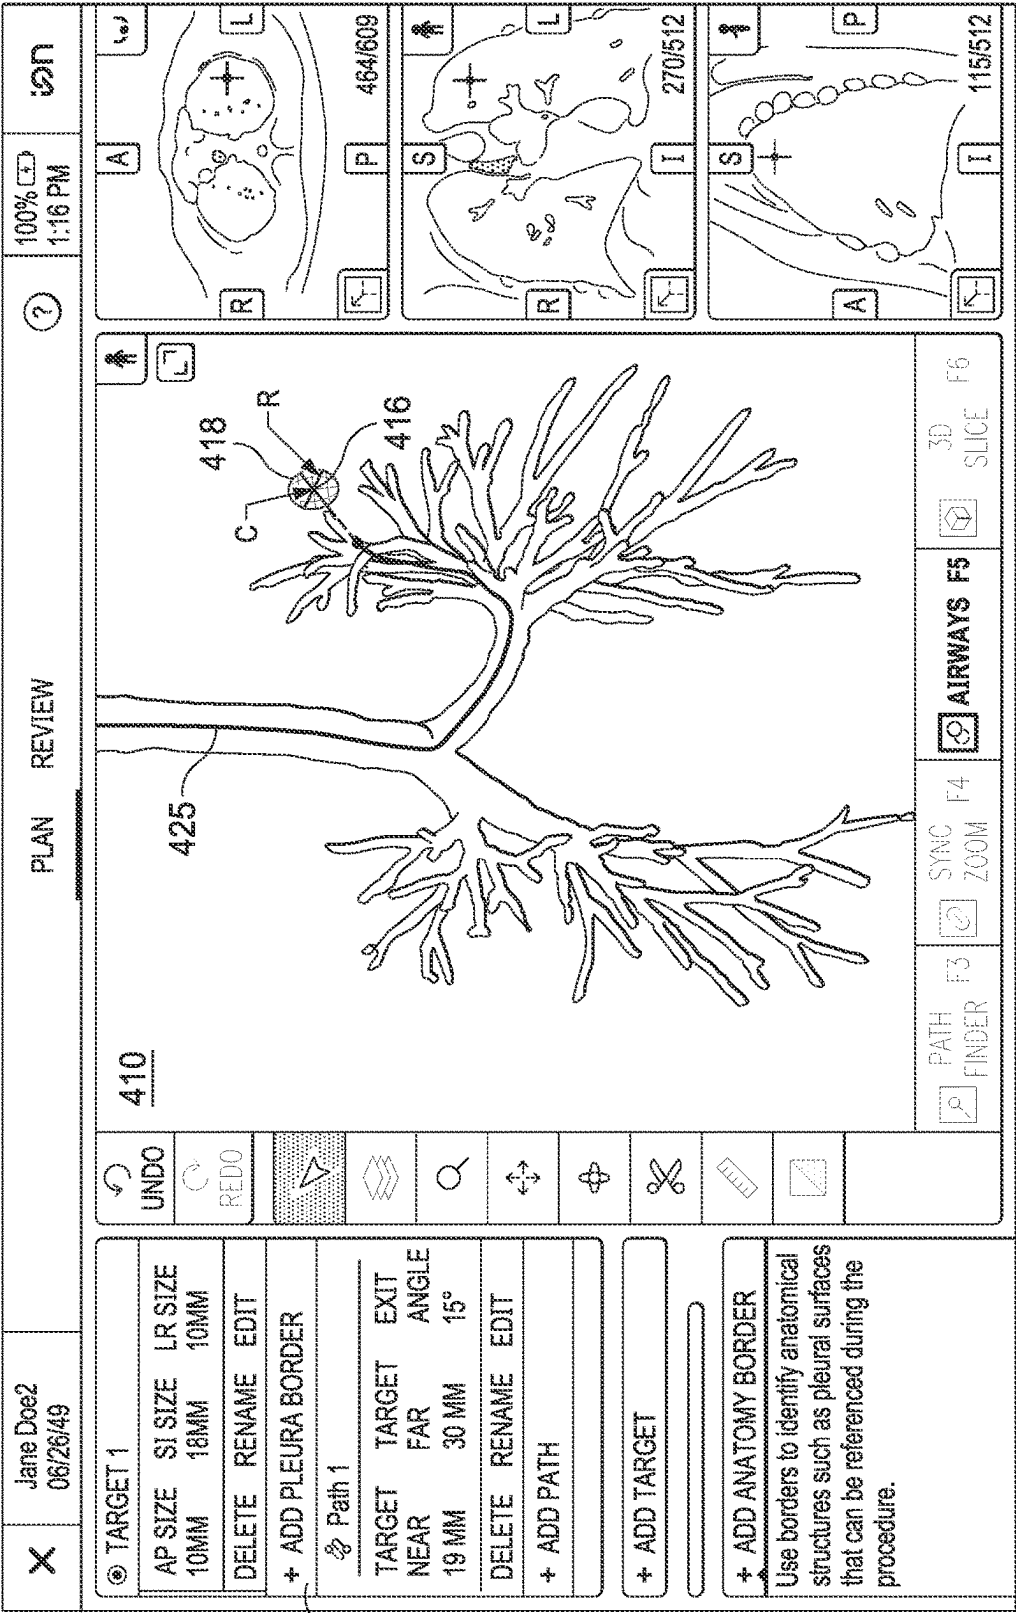 X
Jane Doe2
06/26/49
PLAN REVIEW
?
100%
1:16 PM
isn
TARGET 1
AP SIZE SI SIZE LR SIZE
10MM 18MM 10MM
DELETE RENAME EDIT
+ ADD PLEURA BORDER
Path 1
TARGET TARGET EXIT
NEAR FAR ANGLE
19 MM 30 MM 15°
DELETE RENAME EDIT
+ ADD PATH
+ ADD TARGET
+ ADD ANATOMY BORDER
Use borders to identify anatomical
structures such as pleural surfaces
that can be referenced during the
procedure.
UNDO
REDO
410
425
C
418
R
416
PATH F3
FINDER
SYNC F4
ZOOM
AIRWAYS F5
3D F6
SLICE
A
R
L
P
464/609
S
R
L
I
270/512
S
A
P
I
115/512